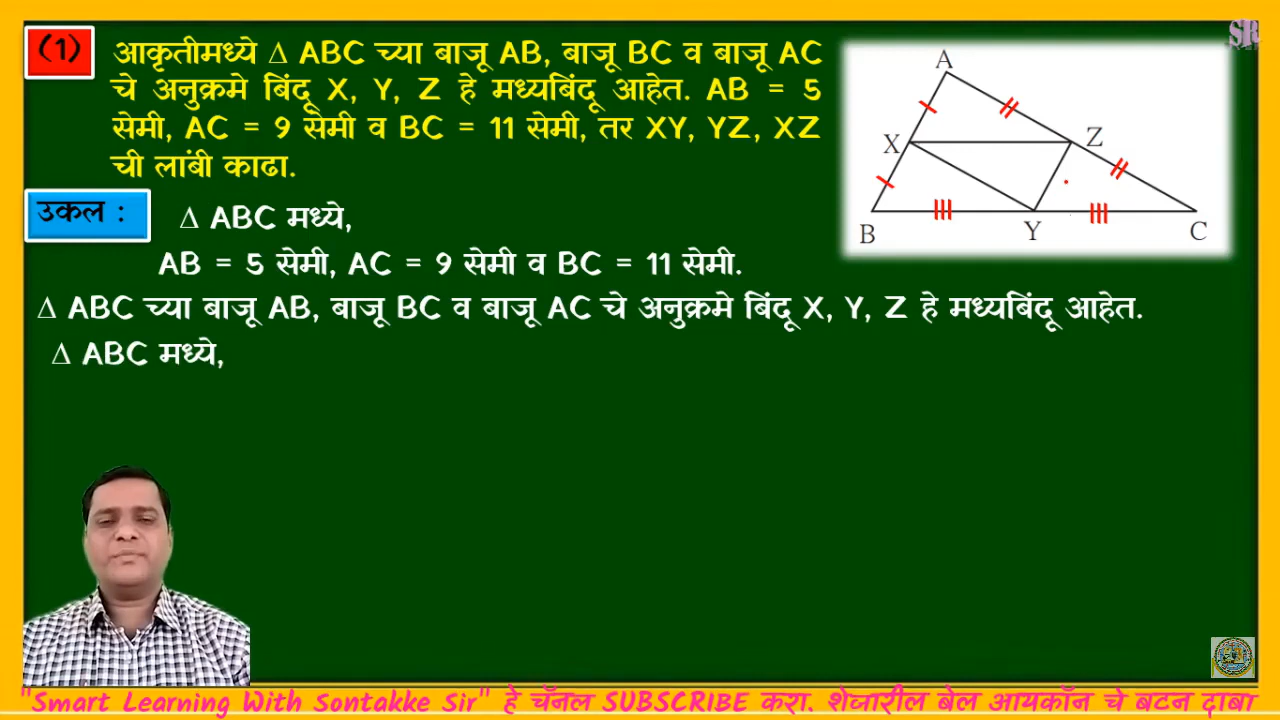 (1)
आकृतीमध्ये ∆ ABC च्या बाजू AB, बाजू BC व बाजू AC
चे अनुक्रमे बिंदू X, Y, Z हे मध्यबिंदू आहेत. AB = 5
सेमी, AC = 9 सेमी व BC = 11 सेमी, तर XY, YZ, XZ
ची लांबी काढा.
SR
A
X
Z
B
Y
C
उकल :
∆ ABC मध्ये,
AB = 5 सेमी, AC = 9 सेमी व BC = 11 सेमी.
∆ ABC च्या बाजू AB, बाजू BC व बाजू AC चे अनुक्रमे बिंदू X, Y, Z हे मध्यबिंदू आहेत.
∆ ABC मध्ये,
"Smart Learning With Sontakke Sir" हे चॅनल SUBSCRIBE करा. शेजारील बेल आयकॉन चे बटन दाबा